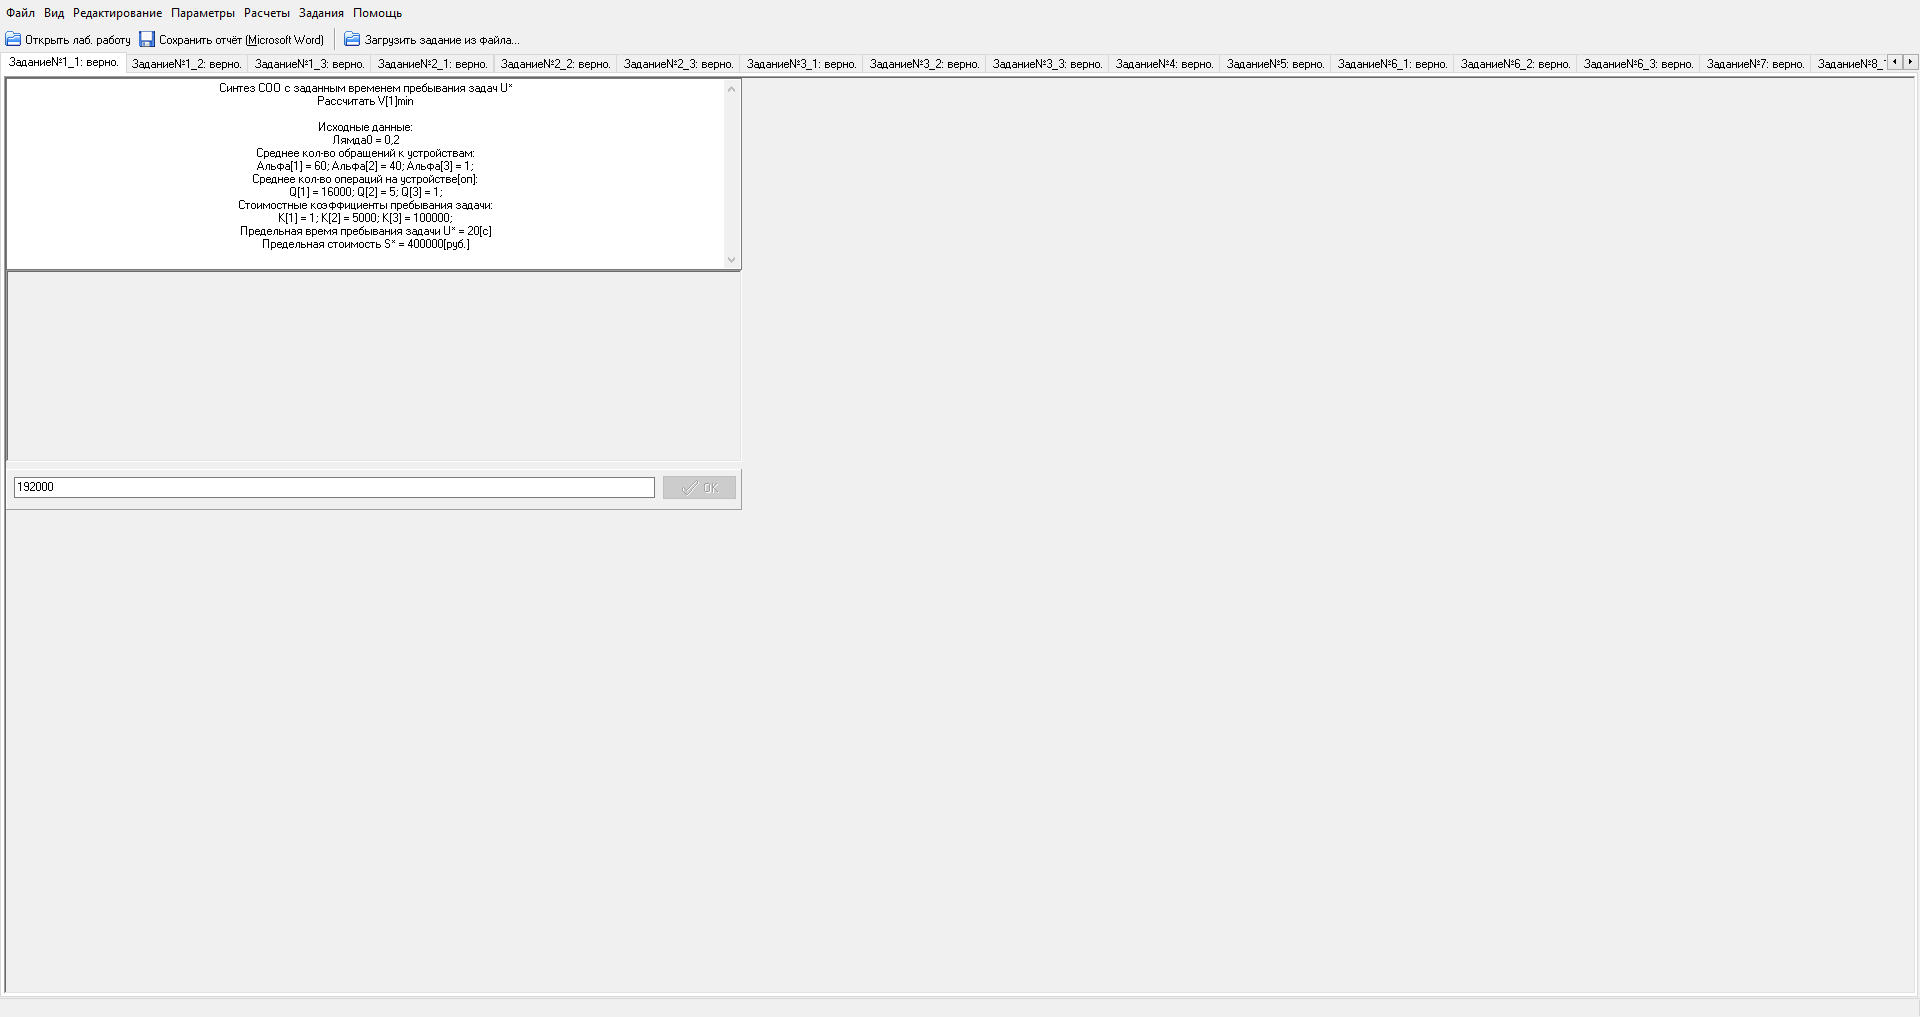 Файл Вид Редактирование Параметры Расчеты Задания Помощь
Открыть лаб. работу Сохранить отчёт (Microsoft Word) Загрузить задание из файла...
Задание№1_1: верно. Задание№1_2: верно. Задание№1_3: верно. Задание№2_1: верно. Задание№2_2: верно. Задание№2_3: верно. Задание№3_1: верно. Задание№3_2: верно. Задание№3_3: верно. Задание№4: верно. Задание№5: верно. Задание№6_1: верно. Задание№6_2: верно. Задание№6_3: верно. Задание№7: верно. Задание№8_
Синтез СОО с заданным временем пребывания задач U*
Рассчитать V[1]min
Исходные данные:
Лямда0 = 0,2
Среднее кол-во обращений к устройствам:
Альфа[1] = 60; Альфа[2] = 40; Альфа[3] = 1;
Среднее кол-во операций на устройстве[оп]:
Q[1] = 16000; Q[2] = 5; Q[3] = 1;
Стоимостные коэффициенты пребывания задачи:
K[1] = 1; K[2] = 5000; K[3] = 100000;
Предельная время пребывания задачи U* = 20[с]
Предельная стоимость S* = 400000[руб.]
192000
OK